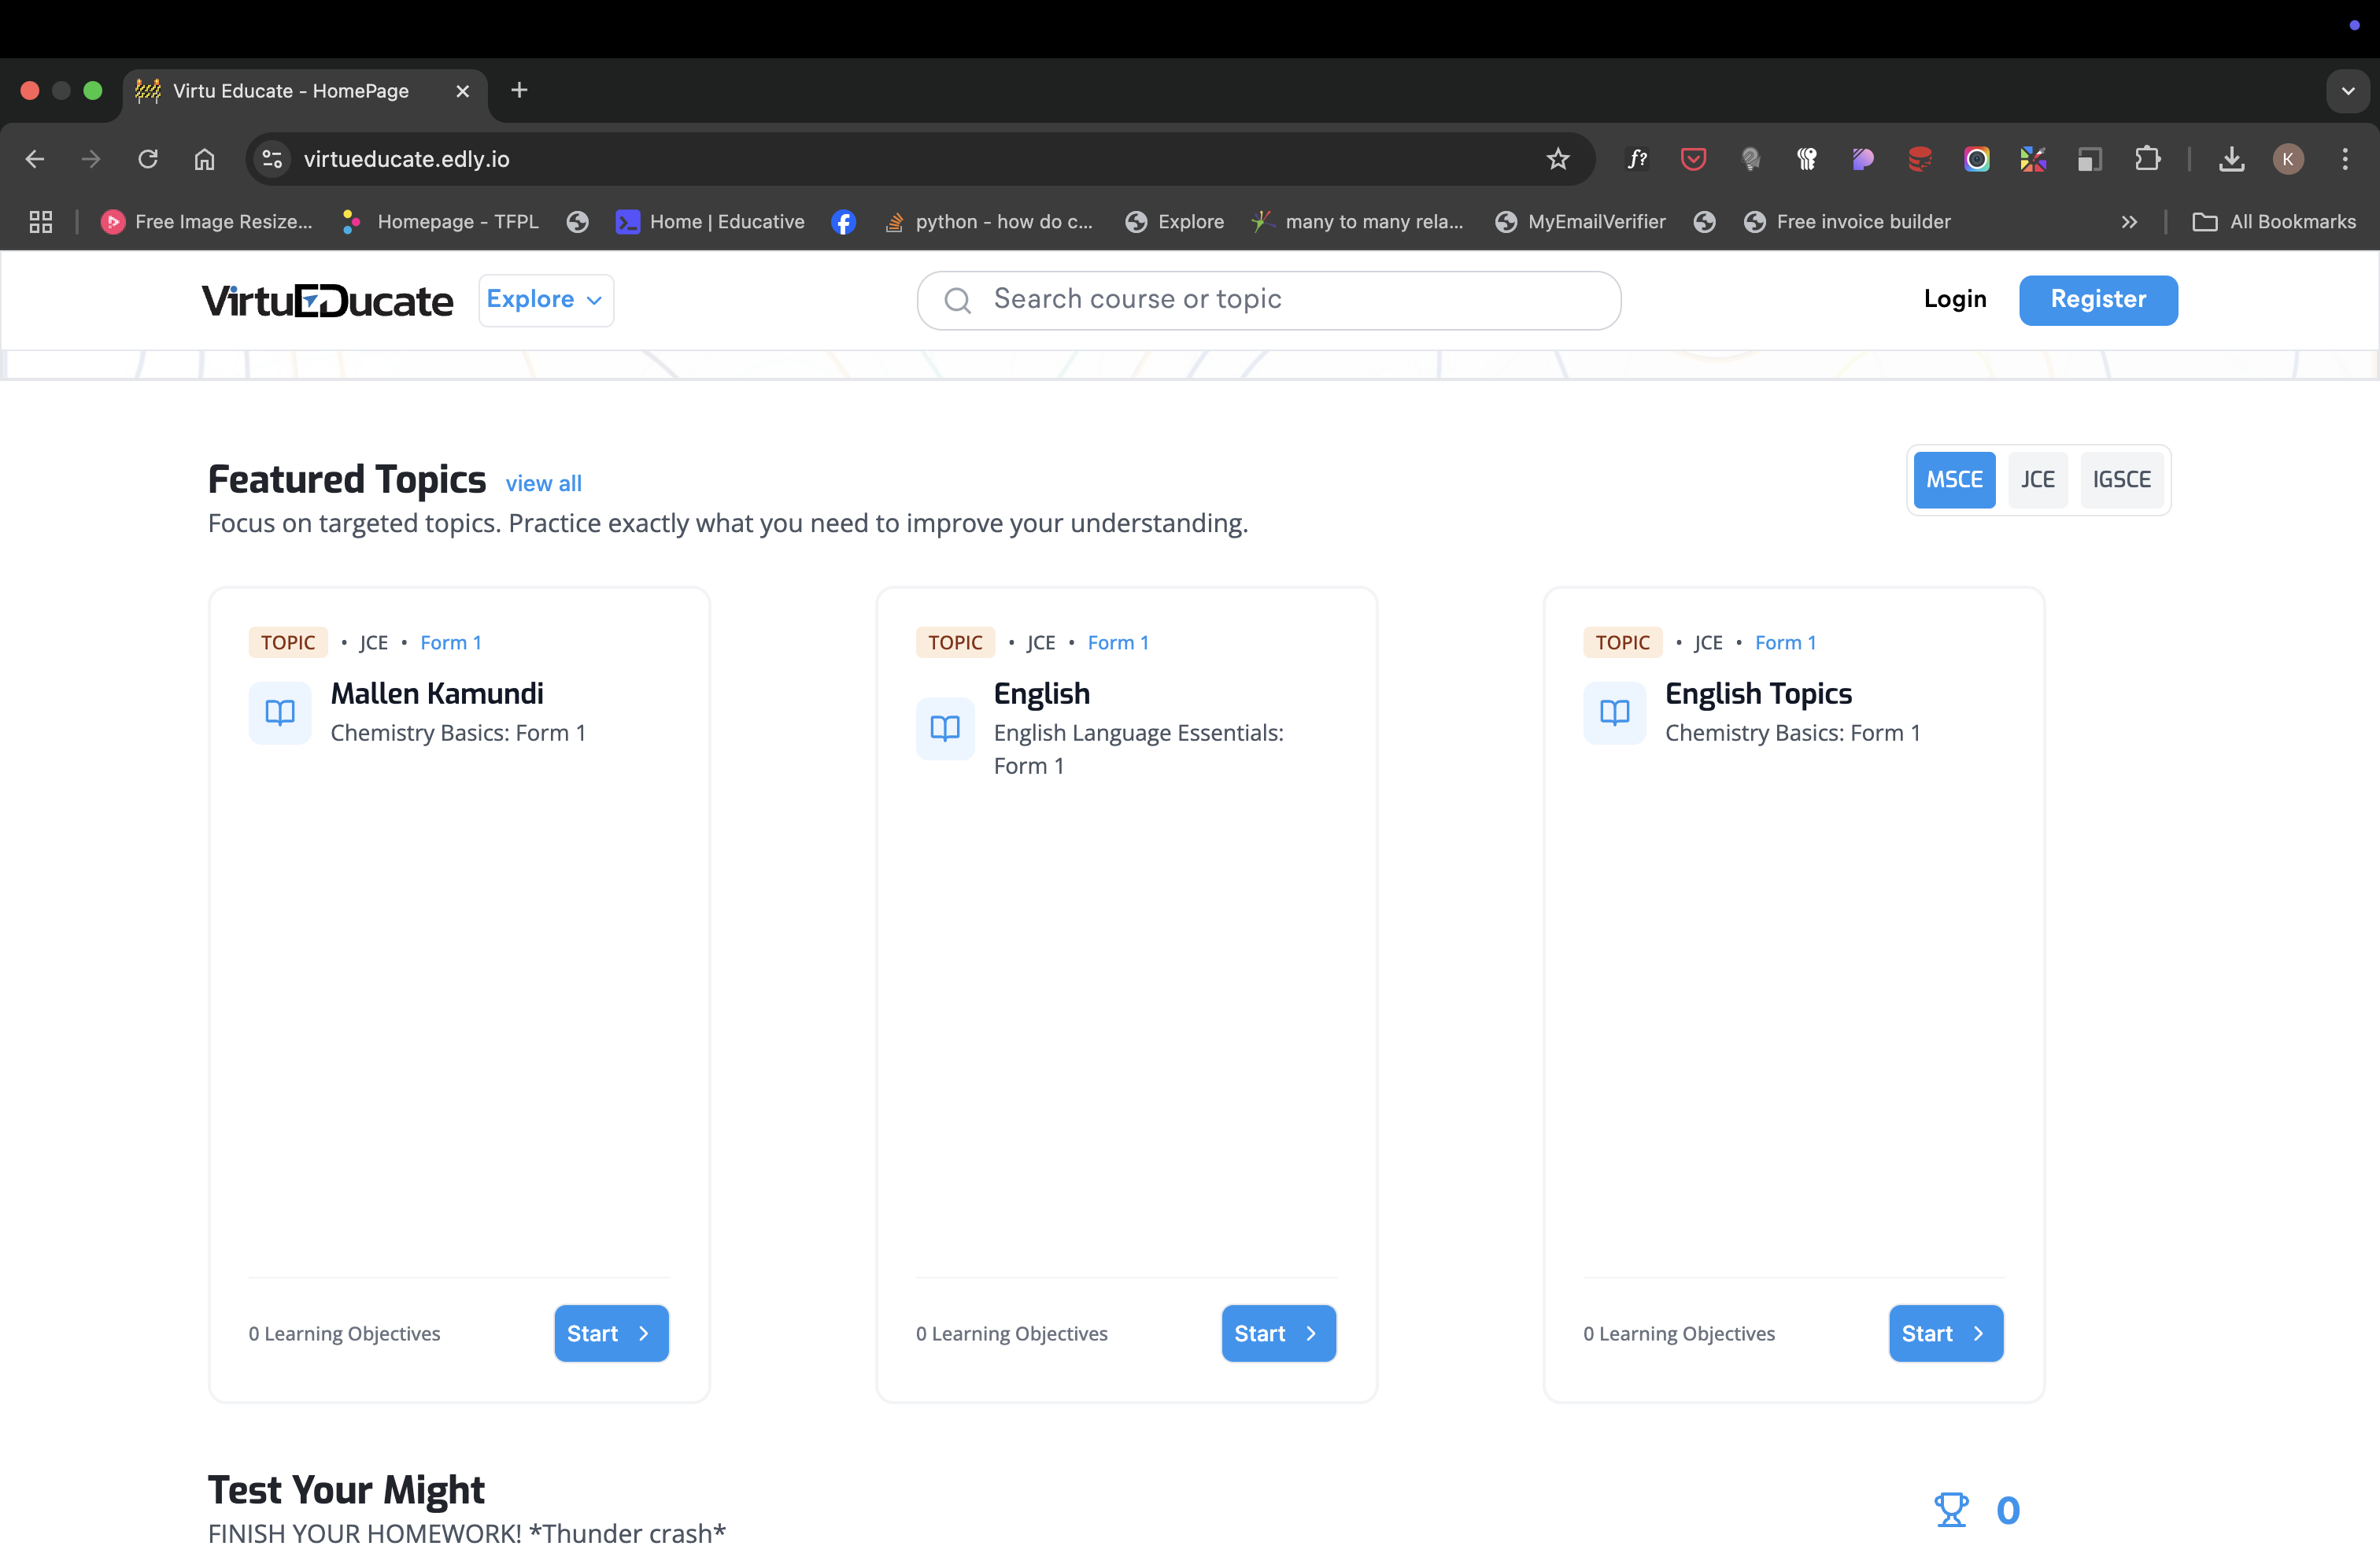 Virtu Educate - HomePage
virtueducate.edly.io
f?
K
Free Image Resize...
Homepage - TFPL
Home | Educative
python - how do c...
Explore
many to many rela...
MyEmailVerifier
Free invoice builder
All Bookmarks
VirtuEDucate
Explore
Search course or topic
Login
Register
Featured Topics view all
MSCE JCE IGSCE
Focus on targeted topics. Practice exactly what you need to improve your understanding.
TOPIC • JCE • Form 1
Mallen Kamundi
Chemistry Basics: Form 1
0 Learning Objectives
Start
TOPIC • JCE • Form 1
English
English Language Essentials:
Form 1
0 Learning Objectives
Start
TOPIC • JCE • Form 1
English Topics
Chemistry Basics: Form 1
0 Learning Objectives
Start
Test Your Might
0
FINISH YOUR HOMEWORK! *Thunder crash*